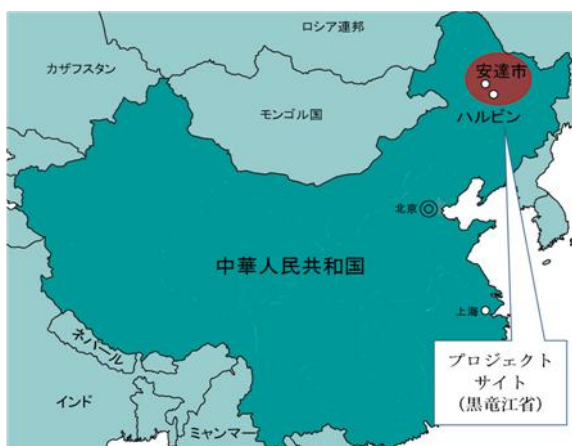 ロシア連邦
カザフスタン
安達市
モンゴル国
ハルビン
北京
中華人民共和国
上海
ネパール
プロジェクト
サイト
(黒竜江省)
インド
ミャンマー